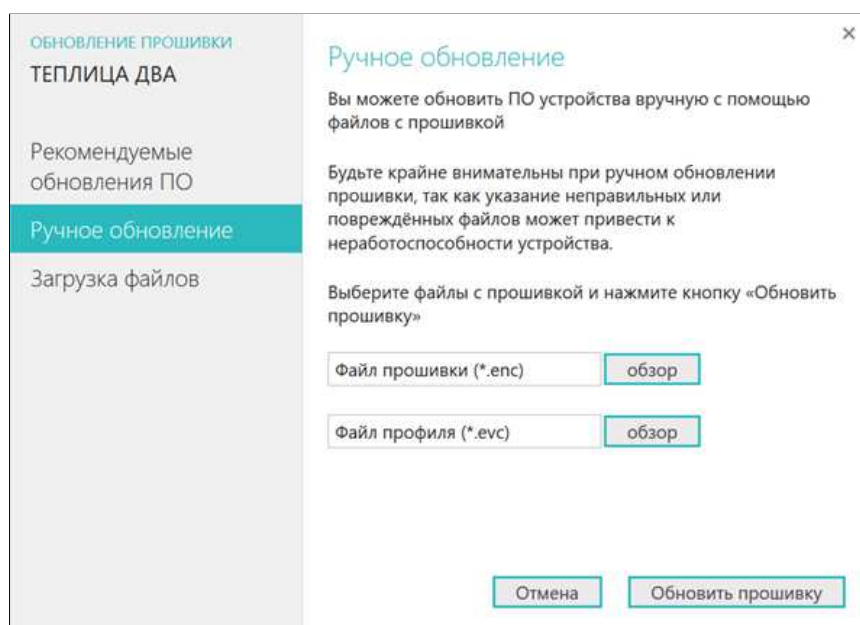 ОБНОВЛЕНИЕ ПРОШИВКИ
ТЕПЛИЦА ДВА
Рекомендуемые
обновления ПО
Ручное обновление
Загрузка файлов
Ручное обновление
Вы можете обновить ПО устройства вручную с помощью
файлов с прошивкой
Будьте крайне внимательны при ручном обновлении
прошивки, так как указание неправильных или
повреждённых файлов может привести к
неработоспособности устройства.
Выберите файлы с прошивкой и нажмите кнопку «Обновить
прошивку»
Файл прошивки (*.enc)
обзор
Файл профиля (*.evc)
обзор
Отмена
Обновить прошивку